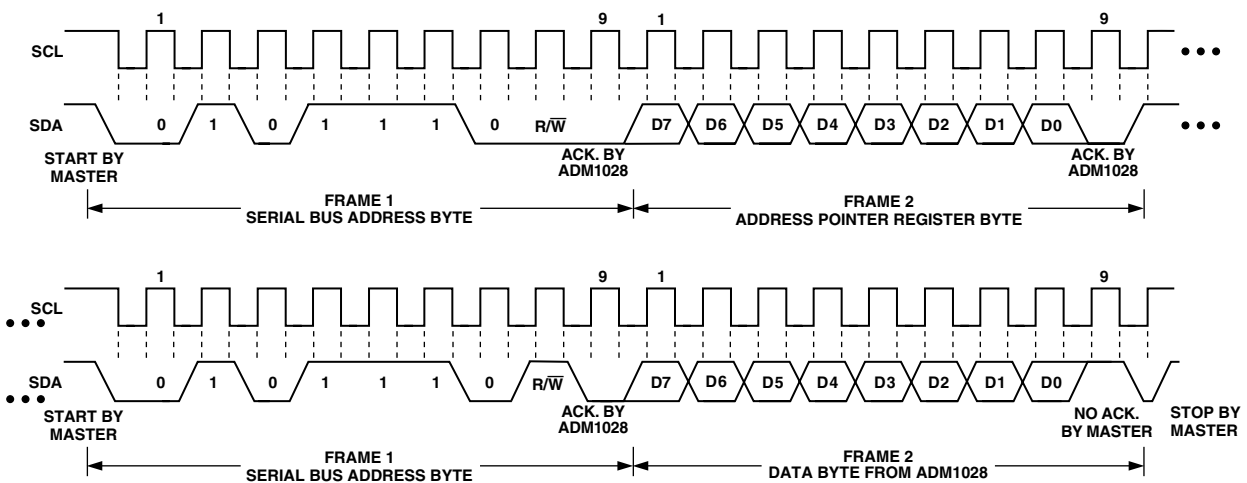 1 9 1 9
SCL
SDA 0 1 0 1 1 1 0 R/W̅ D7 D6 D5 D4 D3 D2 D1 D0
START BY
MASTER
ACK. BY
ADM1028
ACK. BY
ADM1028
FRAME 1
SERIAL BUS ADDRESS BYTE
FRAME 2
ADDRESS POINTER REGISTER BYTE
1 9 1 9
SCL
SDA 0 1 0 1 1 1 0 R/W̅ D7 D6 D5 D4 D3 D2 D1 D0
START BY
MASTER
ACK. BY
ADM1028
NO ACK.
BY MASTER
STOP BY
MASTER
FRAME 1
SERIAL BUS ADDRESS BYTE
FRAME 2
DATA BYTE FROM ADM1028